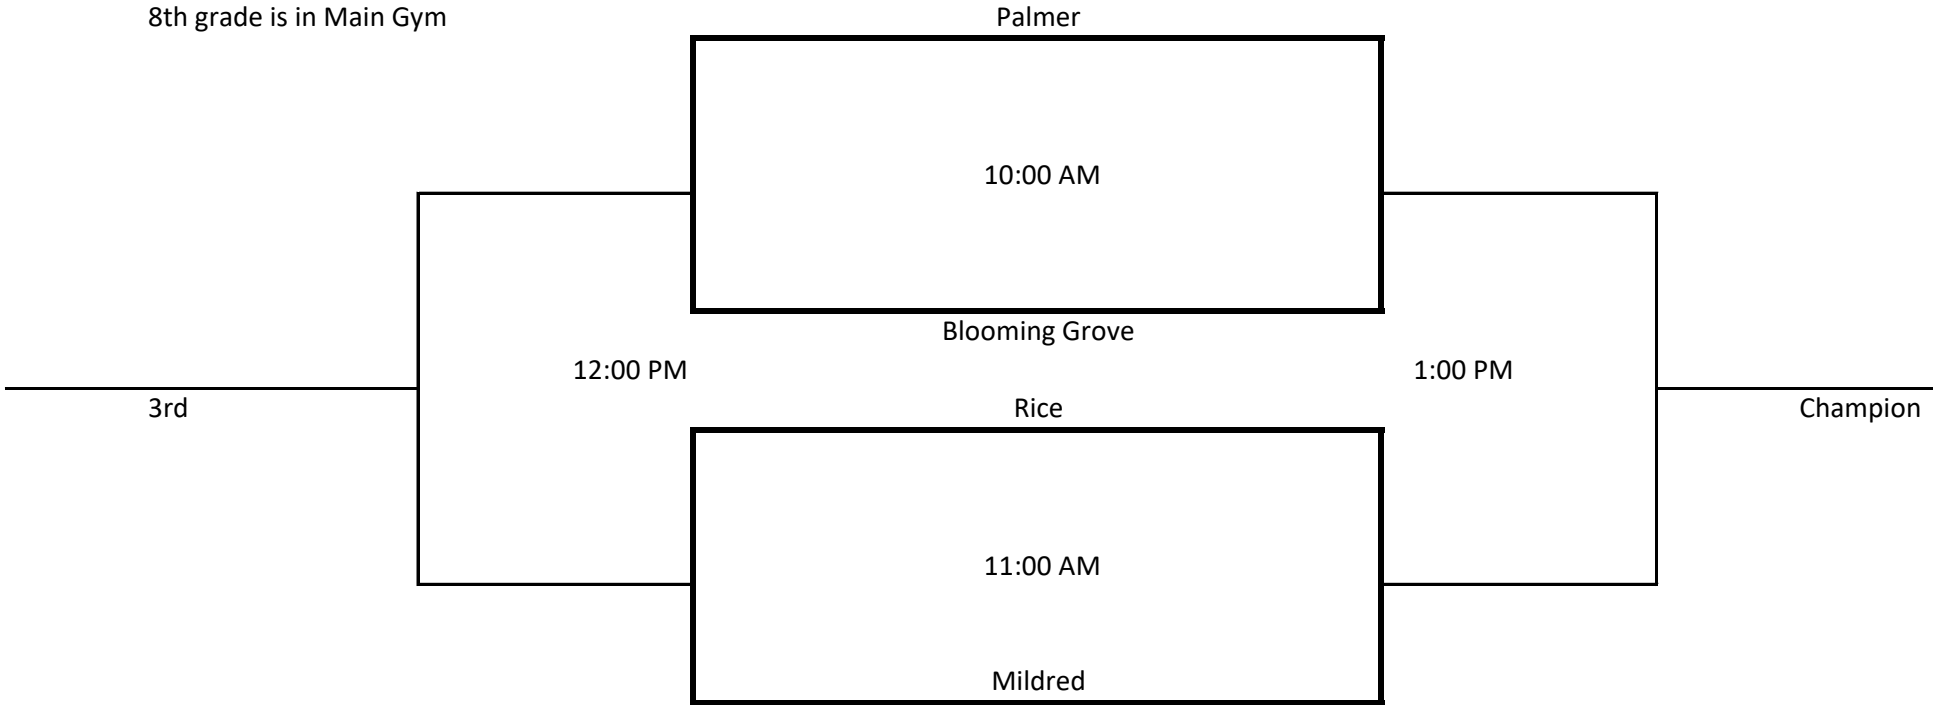 8th grade is in Main Gym
Palmer
10:00 AM
Blooming Grove
12:00 PM
1:00 PM
3rd
Rice
Champion
11:00 AM
Mildred